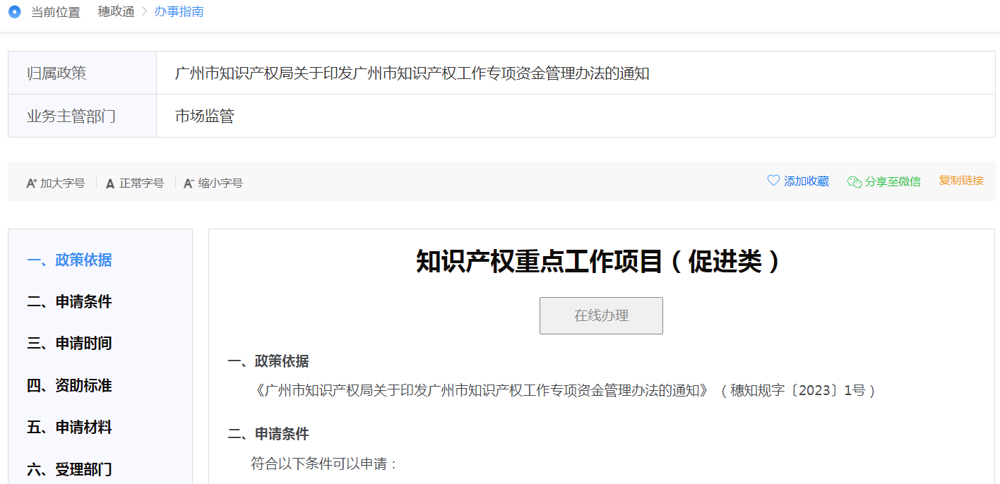 当前位置 穗政通 > 办事指南
归属政策 广州市知识产权局关于印发广州市知识产权工作专项资金管理办法的通知
业务主管部门 市场监管
A+ 加大字号 A 正常字号 A- 缩小字号 添加收藏 分享至微信 复制链接
一、政策依据
二、申请条件
三、申请时间
四、资助标准
五、申请材料
六、受理部门
知识产权重点工作项目（促进类）
在线办理
一、政策依据
《广州市知识产权局关于印发广州市知识产权工作专项资金管理办法的通知》（穗知规字〔2023〕1号）
二、申请条件
符合以下条件可以申请：